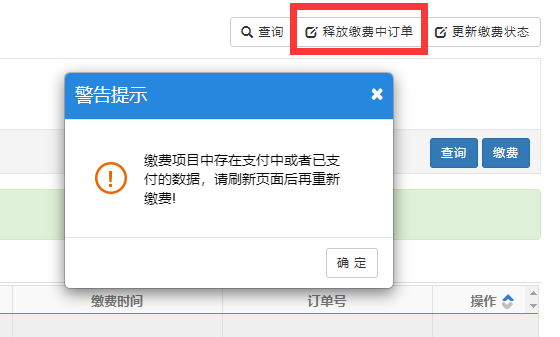 查询 释放缴费中订单 更新缴费状态
警告提示
缴费项目中存在支付中或者已支
付的数据，请刷新页面后再重新
缴费!
查询 缴费
确 定
缴费时间 订单号 操作